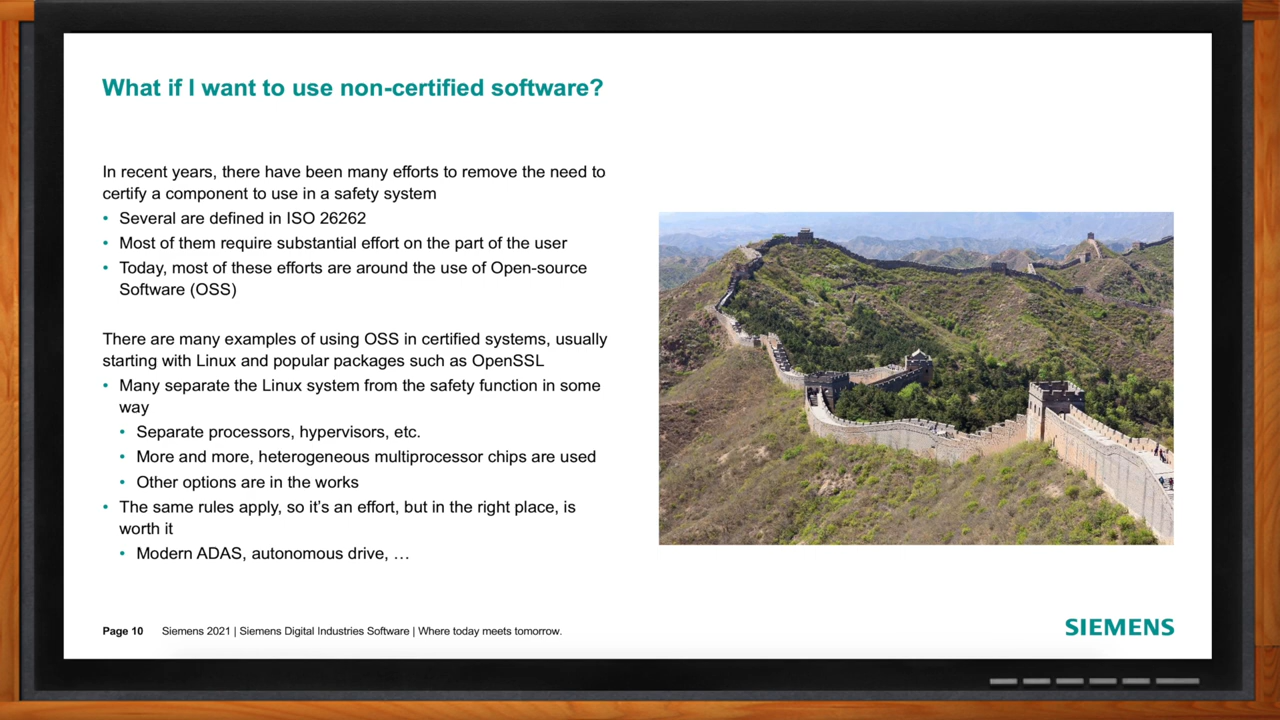 What if I want to use non-certified software?
In recent years, there have been many efforts to remove the need to
certify a component to use in a safety system
• Several are defined in ISO 26262
• Most of them require substantial effort on the part of the user
• Today, most of these efforts are around the use of Open-source
Software (OSS)
There are many examples of using OSS in certified systems, usually
starting with Linux and popular packages such as OpenSSL
• Many separate the Linux system from the safety function in some
way
• Separate processors, hypervisors, etc.
• More and more, heterogeneous multiprocessor chips are used
• Other options are in the works
• The same rules apply, so it’s an effort, but in the right place, is
worth it
• Modern ADAS, autonomous drive, …
Page 10 Siemens 2021 | Siemens Digital Industries Software | Where today meets tomorrow.
SIEMENS